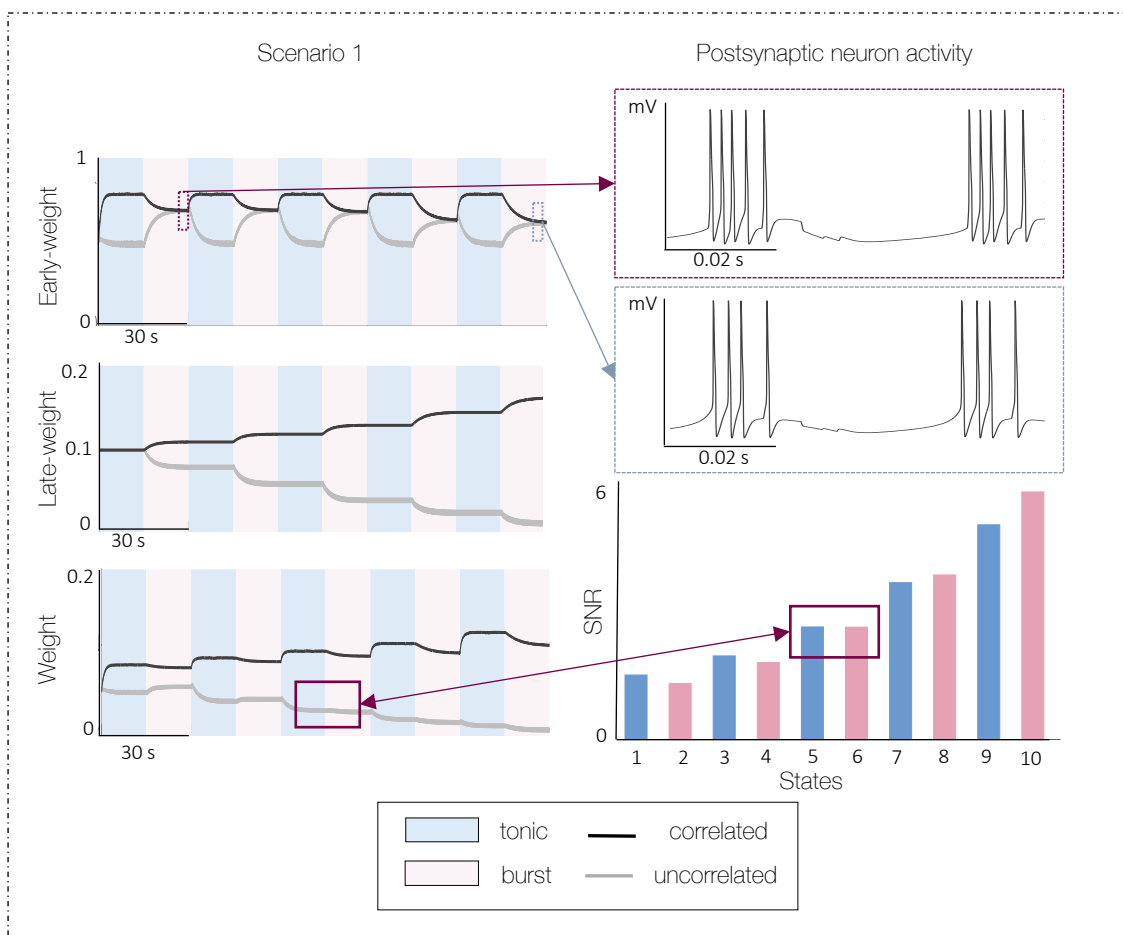 Scenario 1
Postsynaptic neuron activity
Early-weight
1
0
30 s
mV
0.02 s
mV
0.02 s
Late-weight
0.2
0.1
0
30 s
Weight
0.2
0
30 s
SNR
6
0
1 2 3 4 5 6 7 8 9 10
States
tonic correlated
burst uncorrelated